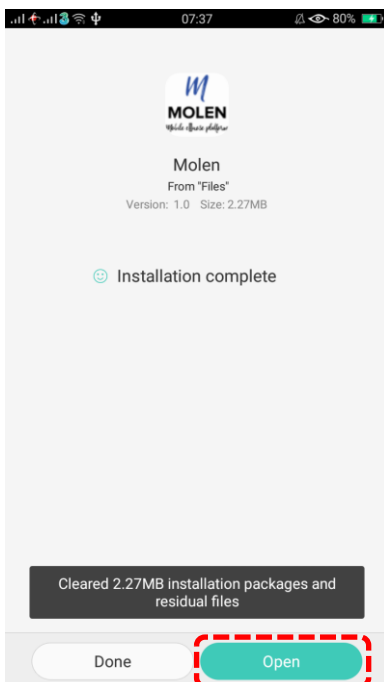 07:37
80%
M
MOLEN
Molen
From "Files"
Version: 1.0 Size: 2.27MB
Installation complete
Cleared 2.27MB installation packages and
residual files
Done
Open